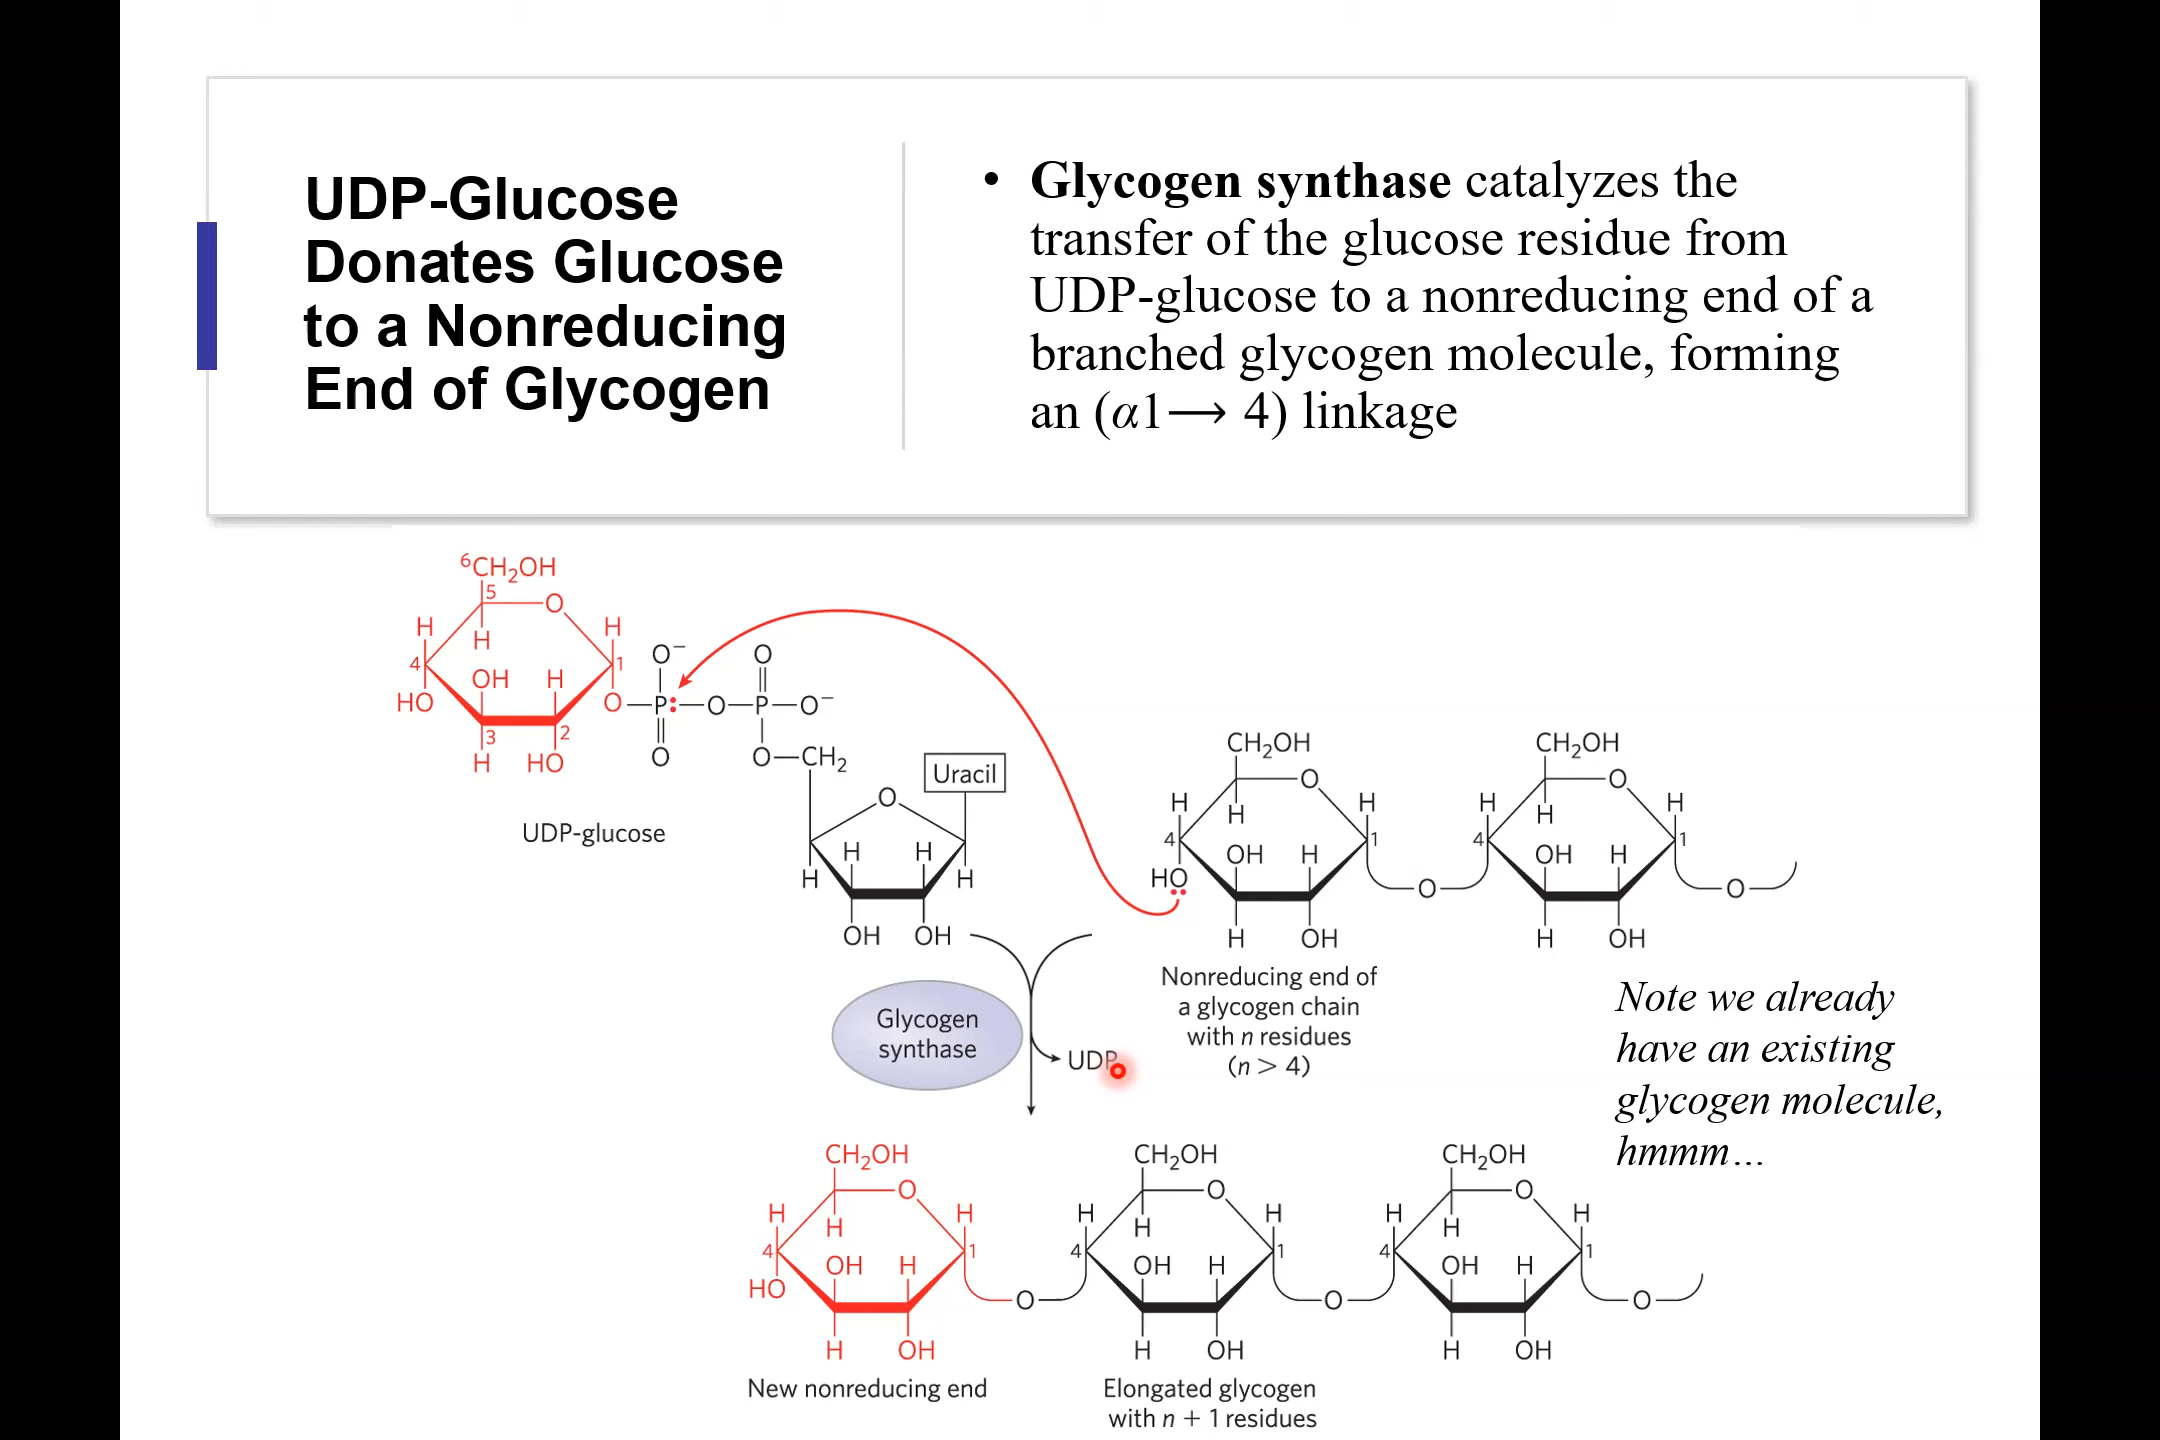 UDP-Glucose
Donates Glucose
to a Nonreducing
End of Glycogen
• Glycogen synthase catalyzes the
transfer of the glucose residue from
UDP-glucose to a nonreducing end of a
branched glycogen molecule, forming
an (α1⟶ 4) linkage
⁶CH₂OH
5 O
H H H
4 1
OH H
HO O
3 2
H HO
O⁻ O
P:—O—P—O⁻
O O—CH₂
UDP-glucose
Uracil
O
H H
H H
OH OH
CH₂OH CH₂OH
O O
H H H H H H
4 1 4 1
OH H OH H
HO O O
H OH H OH
Nonreducing end of
a glycogen chain
with n residues
(n > 4)
Glycogen
synthase
UDP
Note we already
have an existing
glycogen molecule,
hmmm…
CH₂OH CH₂OH CH₂OH
O O O
H H H H H H H H H
4 1 4 1 4 1
OH H OH H OH H
HO O O O
H OH H OH H OH
New nonreducing end
Elongated glycogen
with n + 1 residues